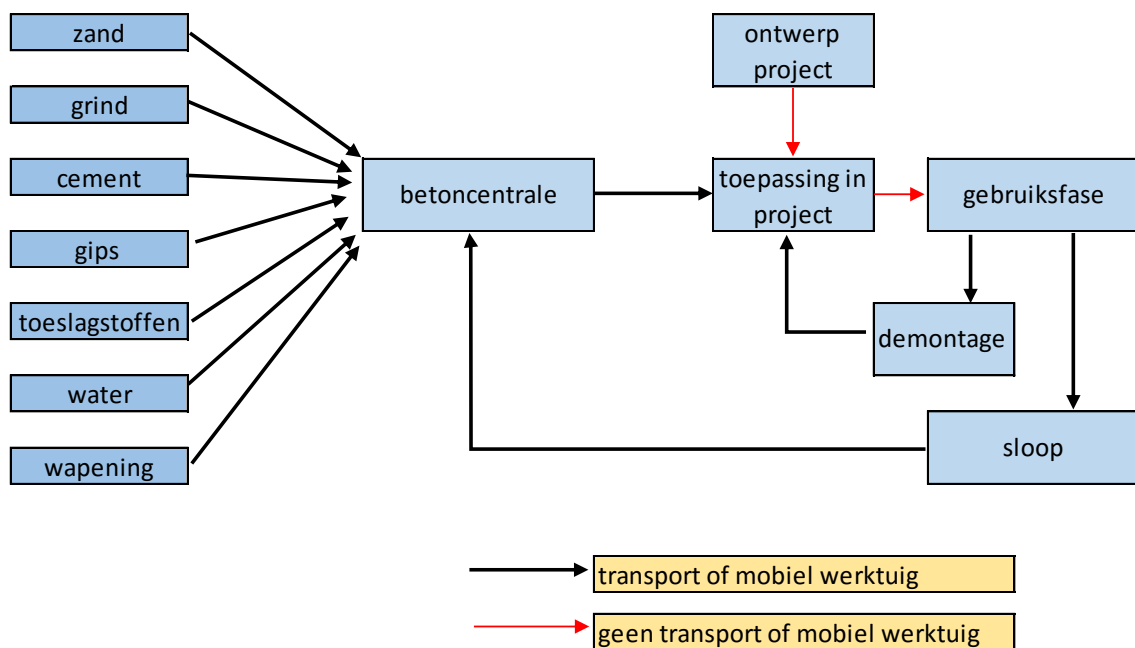 zand
grind
cement
gips
toeslagstoffen
water
wapening
betoncentrale
ontwerp
project
toepassing in
project
gebruiksfase
demontage
sloop
transport of mobiel werktuig
geen transport of mobiel werktuig